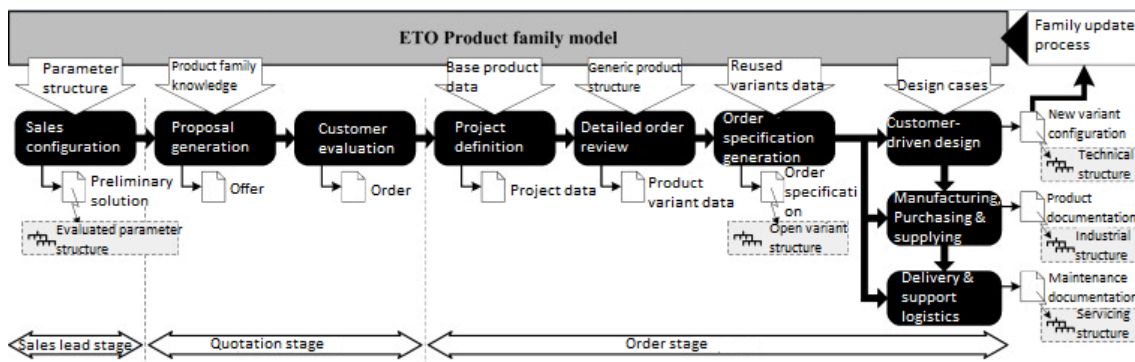 ETO Product family model
Family update
process
Parameter
structure
Product family
knowledge
Base product
data
Generic product
structure
Reused
variants data
Design cases
Sales
configuration
Proposal
generation
Customer
evaluation
Project
definition
Detailed order
review
Order
specification
generation
Customer-
driven design
New variant
configuration
Technical
structure
Preliminary
solution
Offer
Order
Project data
Product
variant data
Order
specificati
on
Evaluated parameter
structure
Open variant
structure
Manufacturing,
Purchasing &
supplying
Product
documentation
Industrial
structure
Delivery &
support
logistics
Maintenance
documentation
Servicing
structure
Sales lead stage
Quotation stage
Order stage